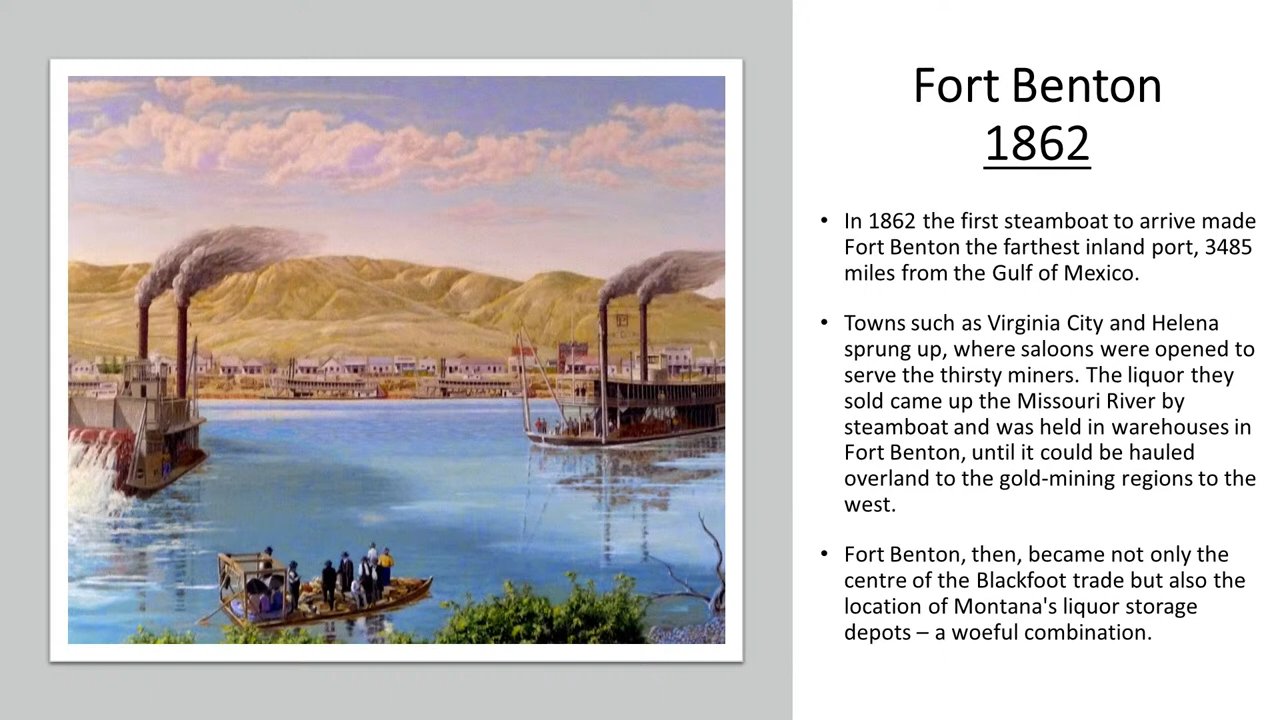 Fort Benton
1862
• In 1862 the first steamboat to arrive made
Fort Benton the farthest inland port, 3485
miles from the Gulf of Mexico.
• Towns such as Virginia City and Helena
sprung up, where saloons were opened to
serve the thirsty miners. The liquor they
sold came up the Missouri River by
steamboat and was held in warehouses in
Fort Benton, until it could be hauled
overland to the gold-mining regions to the
west.
• Fort Benton, then, became not only the
centre of the Blackfoot trade but also the
location of Montana's liquor storage
depots – a woeful combination.